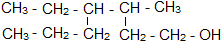 CH₃ - CH₂ - CH - CH - CH₃
CH₃ - CH₂ - CH₂ CH₂ - CH₂ - OH